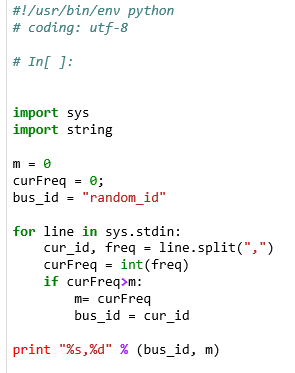 #!/usr/bin/env python
# coding: utf-8
# In[ ]:
import sys
import string
m = 0
curFreq = 0;
bus_id = "random_id"
for line in sys.stdin:
    cur_id, freq = line.split(",")
    curFreq = int(freq)
    if curFreq>m:
        m= curFreq
        bus_id = cur_id
print "%s,%d" % (bus_id, m)